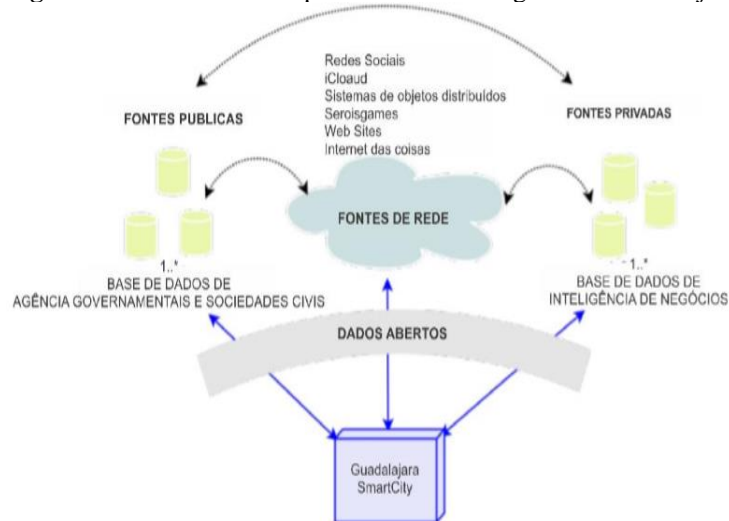 Redes Sociais
iCloaud
Sistemas de objetos distribuídos
Seroisgames
Web Sites
Internet das coisas
FONTES PUBLICAS
FONTES PRIVADAS
FONTES DE REDE
1..*
BASE DE DADOS DE
AGÊNCIA GOVERNAMENTAIS E SOCIEDADES CIVIS
1..*
BASE DE DADOS DE
INTELIGÊNCIA DE NEGÓCIOS
DADOS ABERTOS
Guadalajara
SmartCity